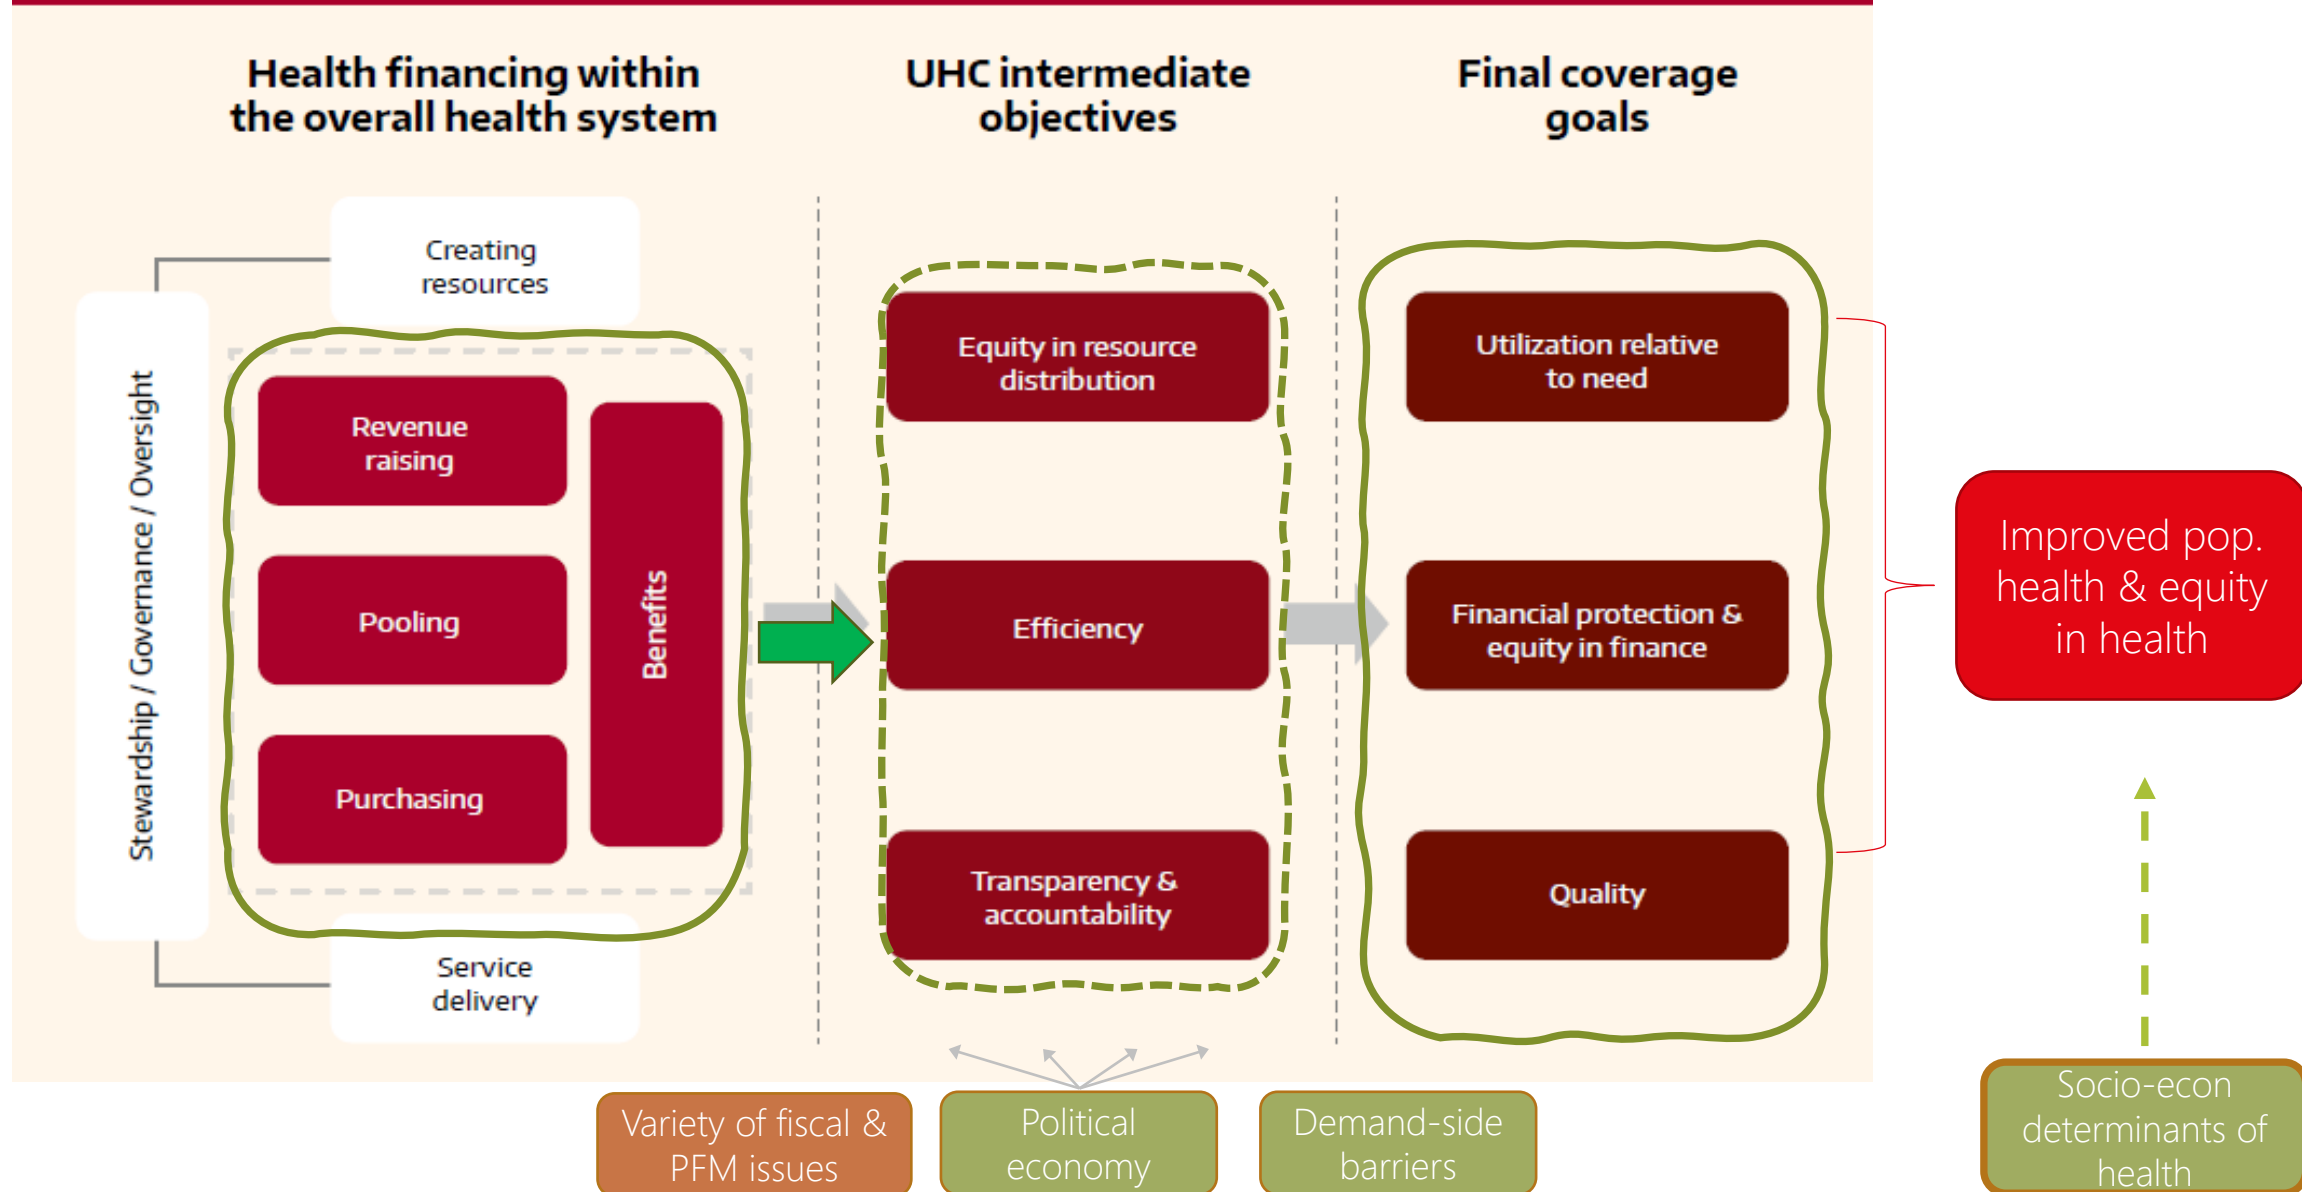 Health financing within
the overall health system
UHC intermediate
objectives
Final coverage
goals
Creating
resources
Stewardship / Governance / Oversight
Revenue
raising
Pooling
Purchasing
Benefits
Service
delivery
Equity in resource
distribution
Efficiency
Transparency &
accountability
Utilization relative
to need
Financial protection &
equity in finance
Quality
Improved pop.
health & equity
in health
Variety of fiscal &
PFM issues
Political
economy
Demand-side
barriers
Socio-econ
determinants of
health